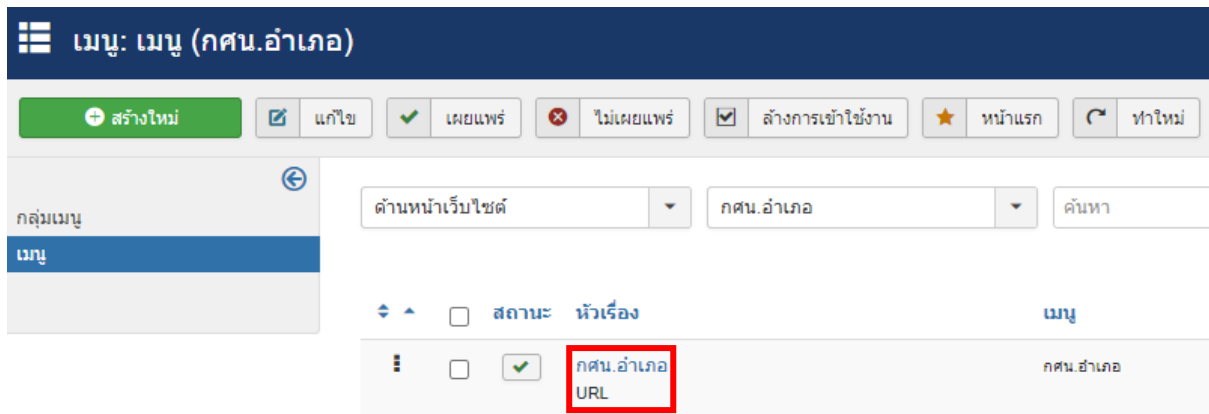 เมนู: เมนู (กศน.อำเภอ)
สร้างใหม่ แก้ไข เผยแพร่ ไม่เผยแพร่ ล้างการเข้าใช้งาน หน้าแรก ทำใหม่
กลุ่มเมนู
เมนู
ด้านหน้าเว็บไซต์ กศน.อำเภอ ค้นหา
สถานะ หัวเรื่อง เมนู
กศน.อำเภอ กศน.อำเภอ
URL